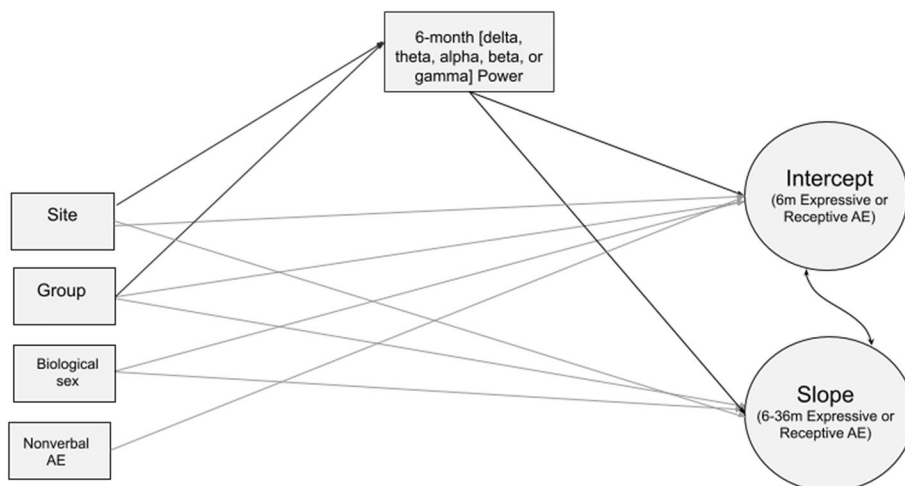 6-month [delta,
theta, alpha, beta, or
gamma] Power
Intercept
(6m Expressive or
Receptive AE)
Site
Group
Biological
sex
Nonverbal
AE
Slope
(6-36m Expressive or
Receptive AE)